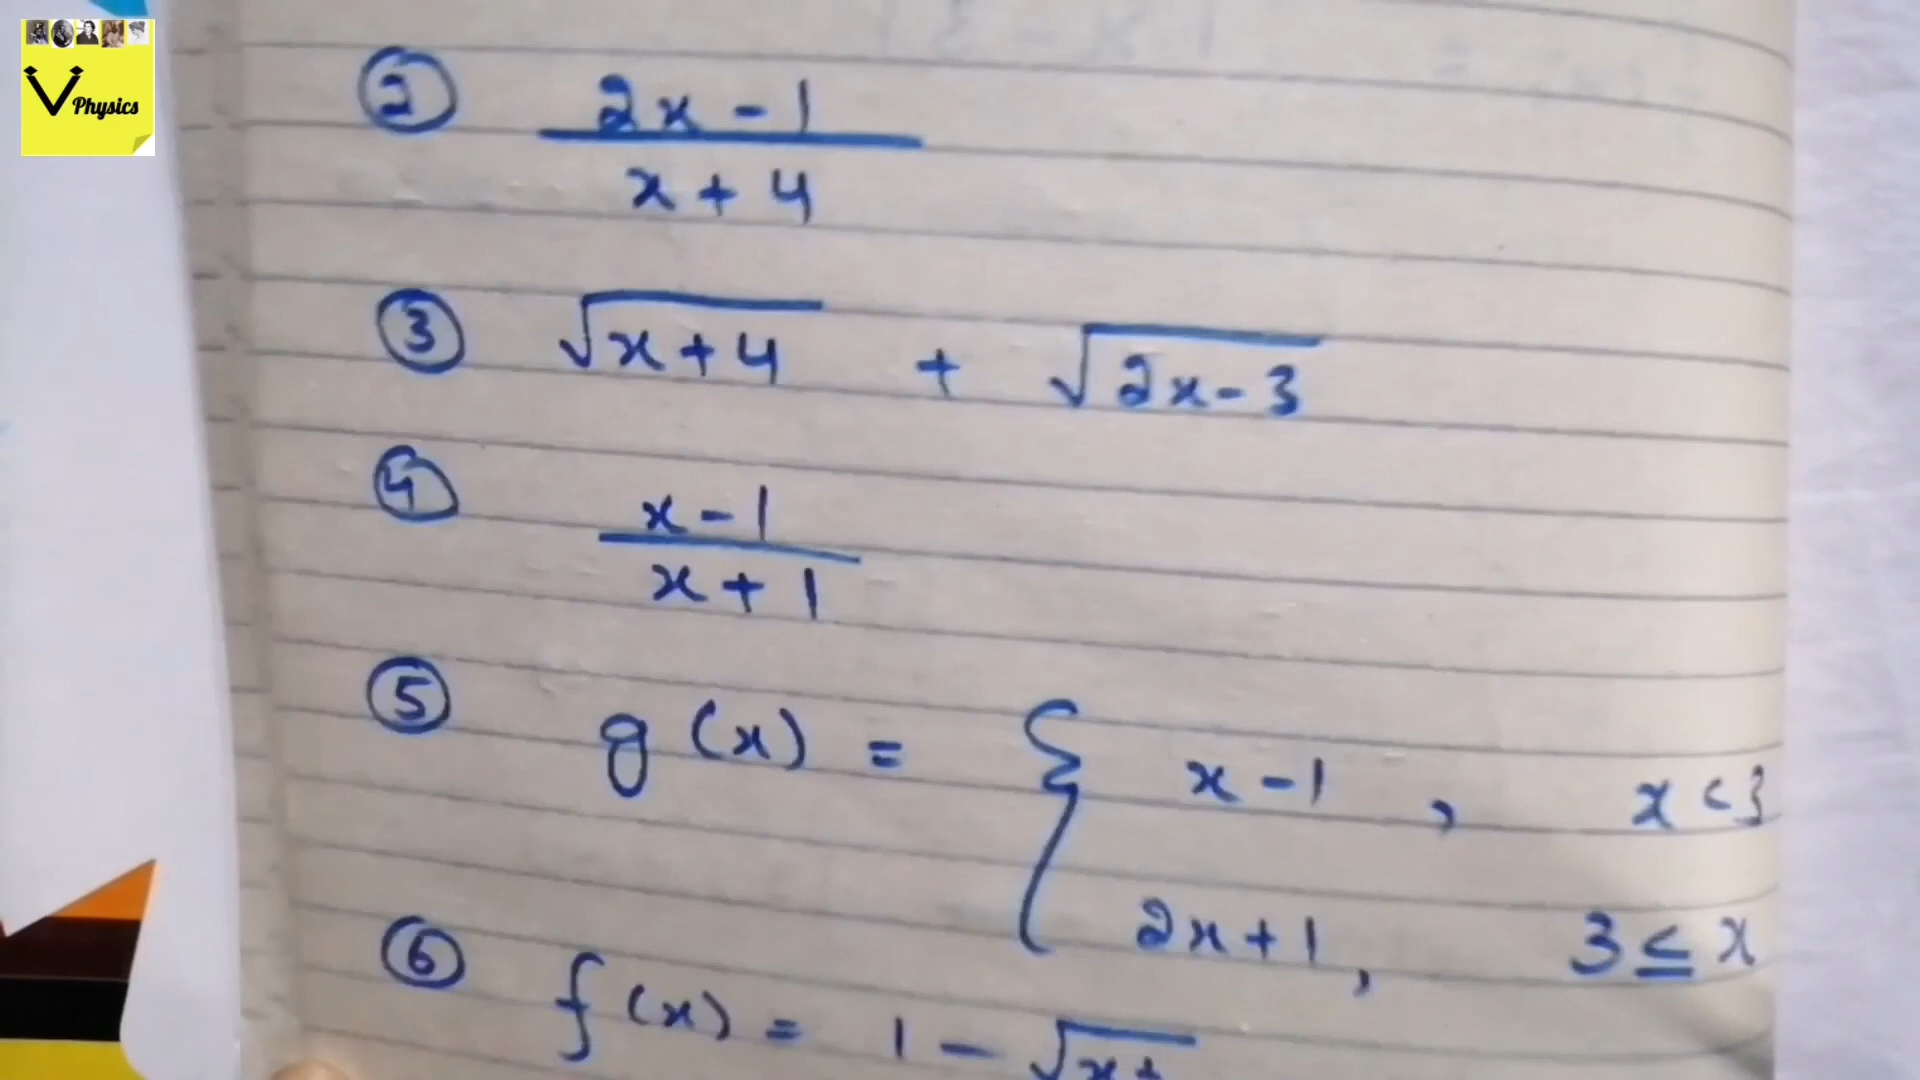 V Physics
② 2x - 1
x + 4
③ √x + 4 + √2x - 3
④ x - 1
x + 1
⑤ g(x) = { x - 1 , x < 3
2x + 1 , 3 ≤ x
⑥ f(x) = 1 - √x +